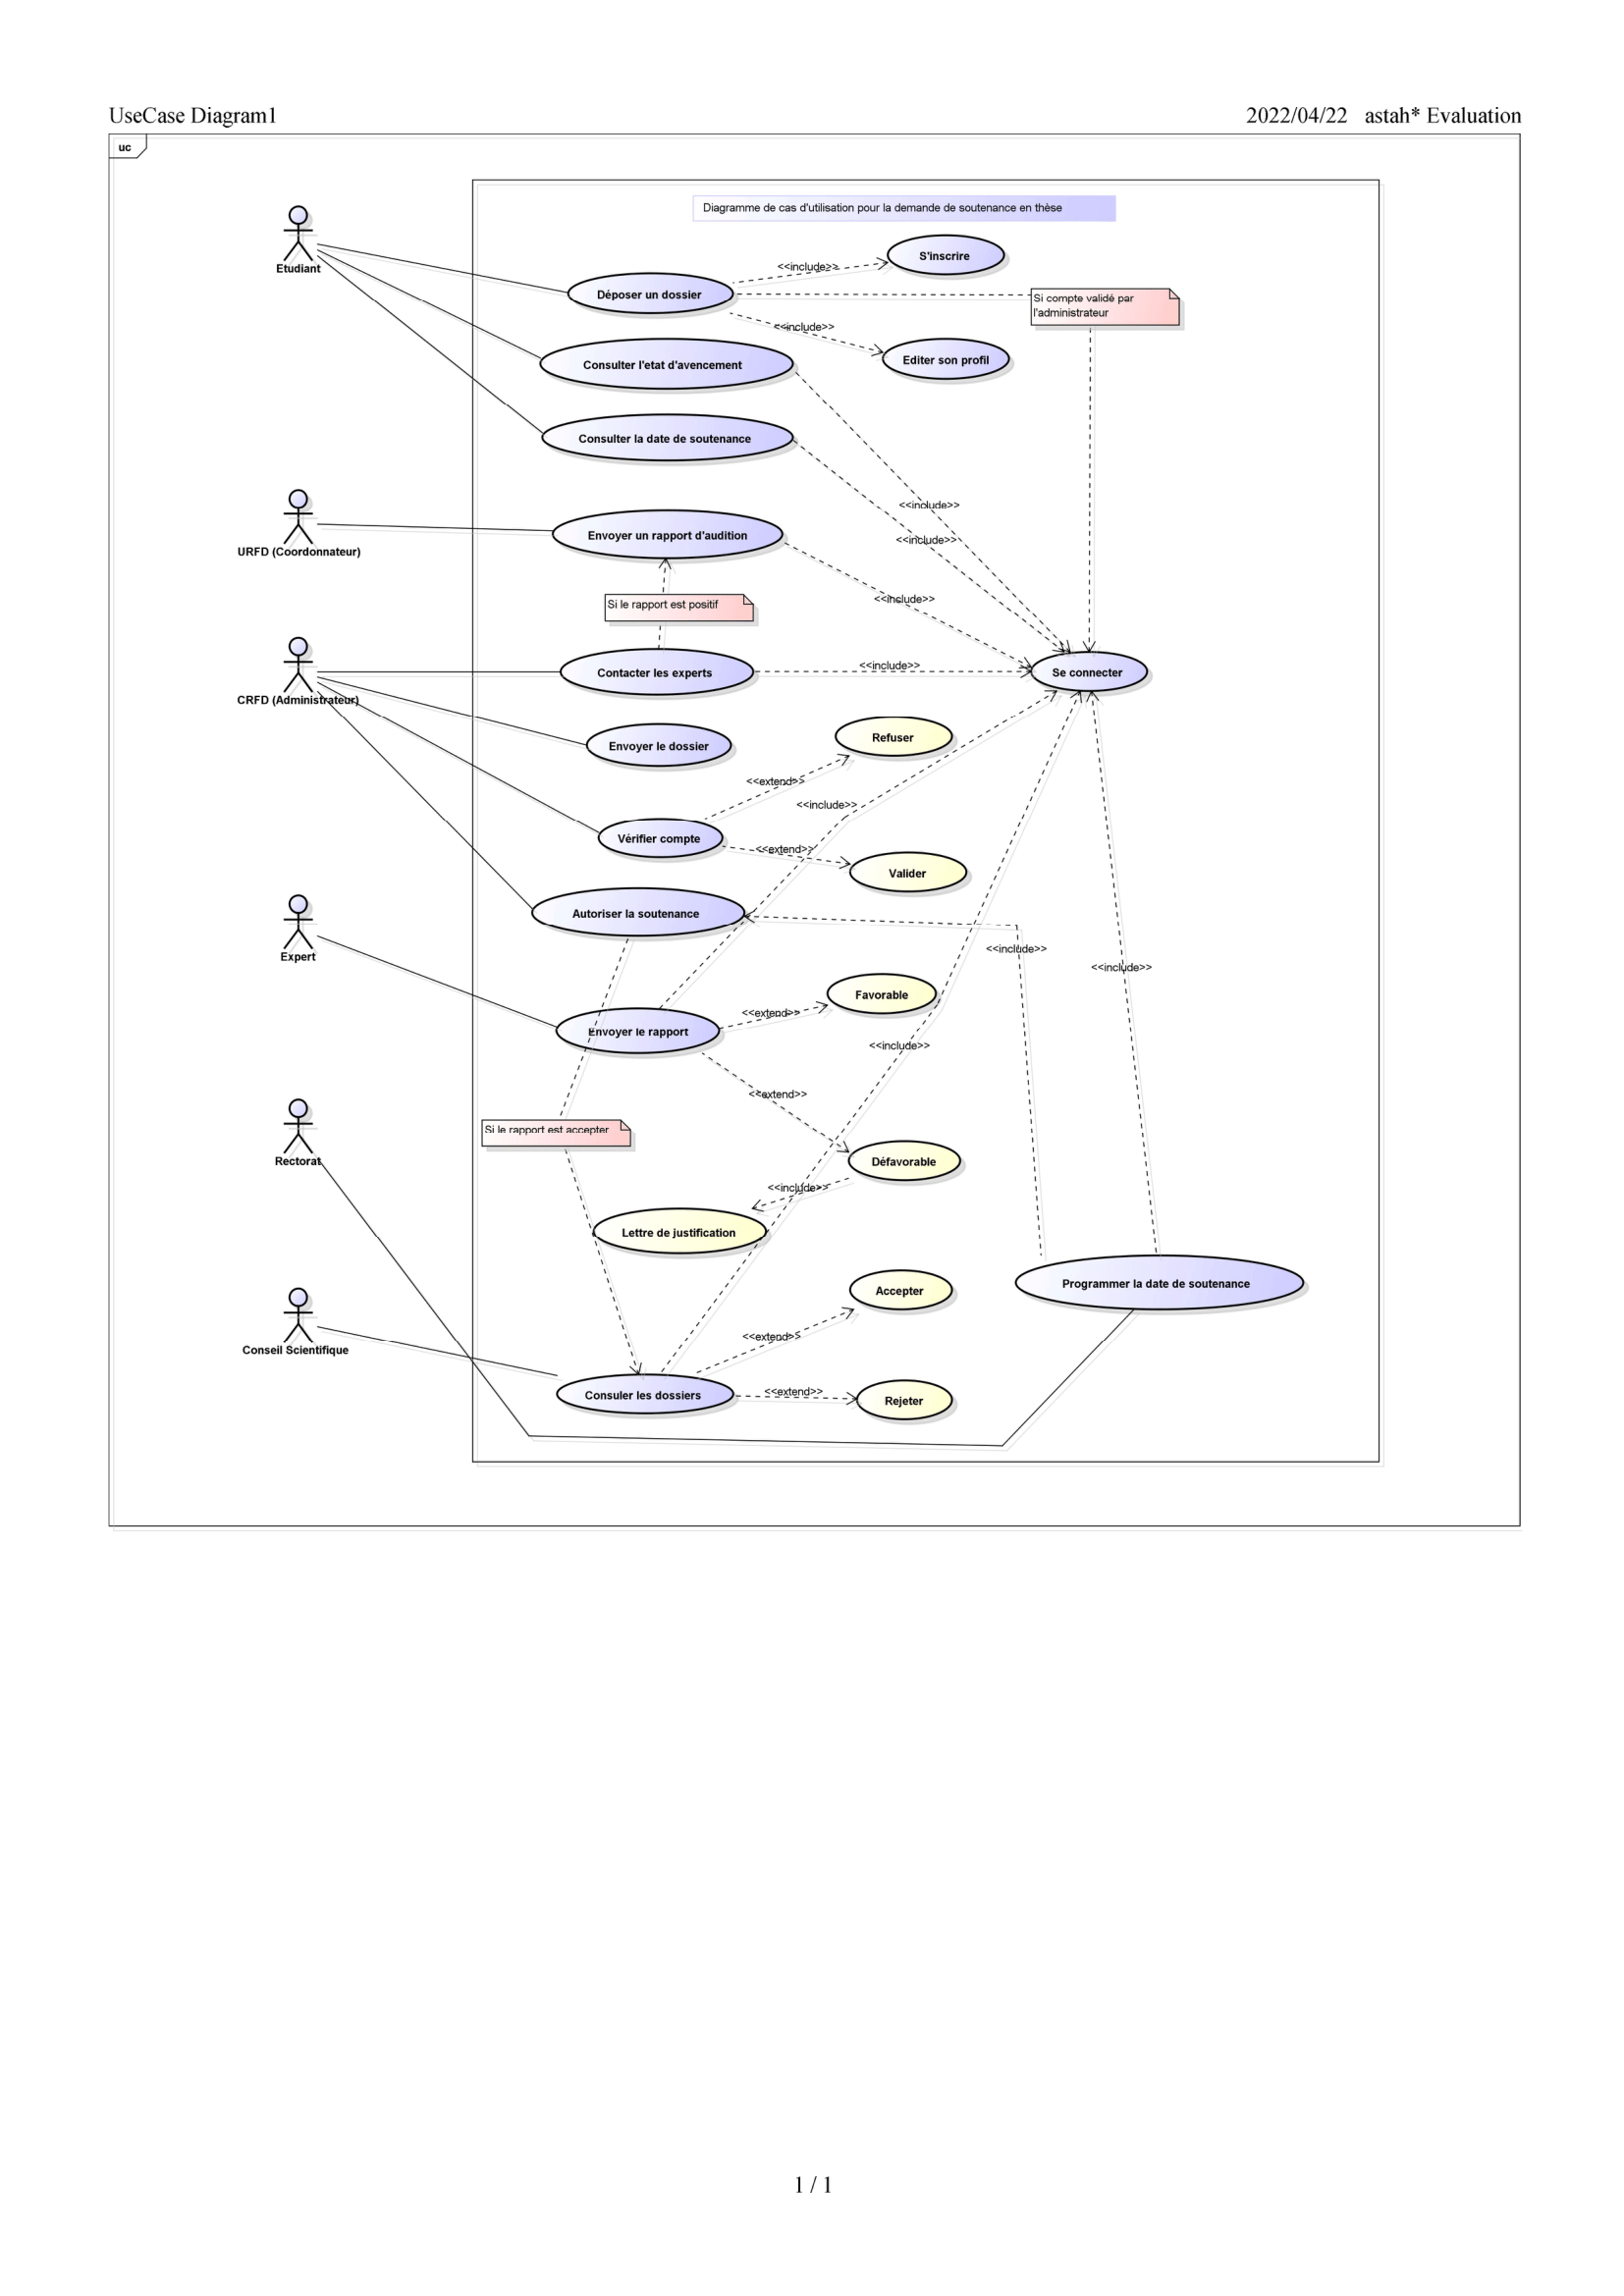 UseCase Diagram1
2022/04/22 astah* Evaluation
uc
Diagramme de cas d'utilisation pour la demande de soutenance en thèse
Etudiant
S'inscrire
<<include>>
Déposer un dossier
Si compte validé par
l'administrateur
<<include>>
Editer son profil
Consulter l'etat d'avencement
Consulter la date de soutenance
<<include>>
<<include>>
URFD (Coordonnateur)
Envoyer un rapport d'audition
<<include>>
Si le rapport est positif
CRFD (Administrateur)
Contacter les experts
<<include>>
Se connecter
Envoyer le dossier
Refuser
<<extend>>
<<include>>
Vérifier compte
<<extend>>
Valider
Autoriser la soutenance
<<include>>
<<include>>
Expert
Favorable
<<extend>>
Envoyer le rapport
<<include>>
<<extend>>
Si le rapport est accepter
Rectorat
Défavorable
<<include>>
Lettre de justification
Programmer la date de soutenance
Accepter
<<extend>>
Conseil Scientifique
Consuler les dossiers
<<extend>>
Rejeter
1 / 1